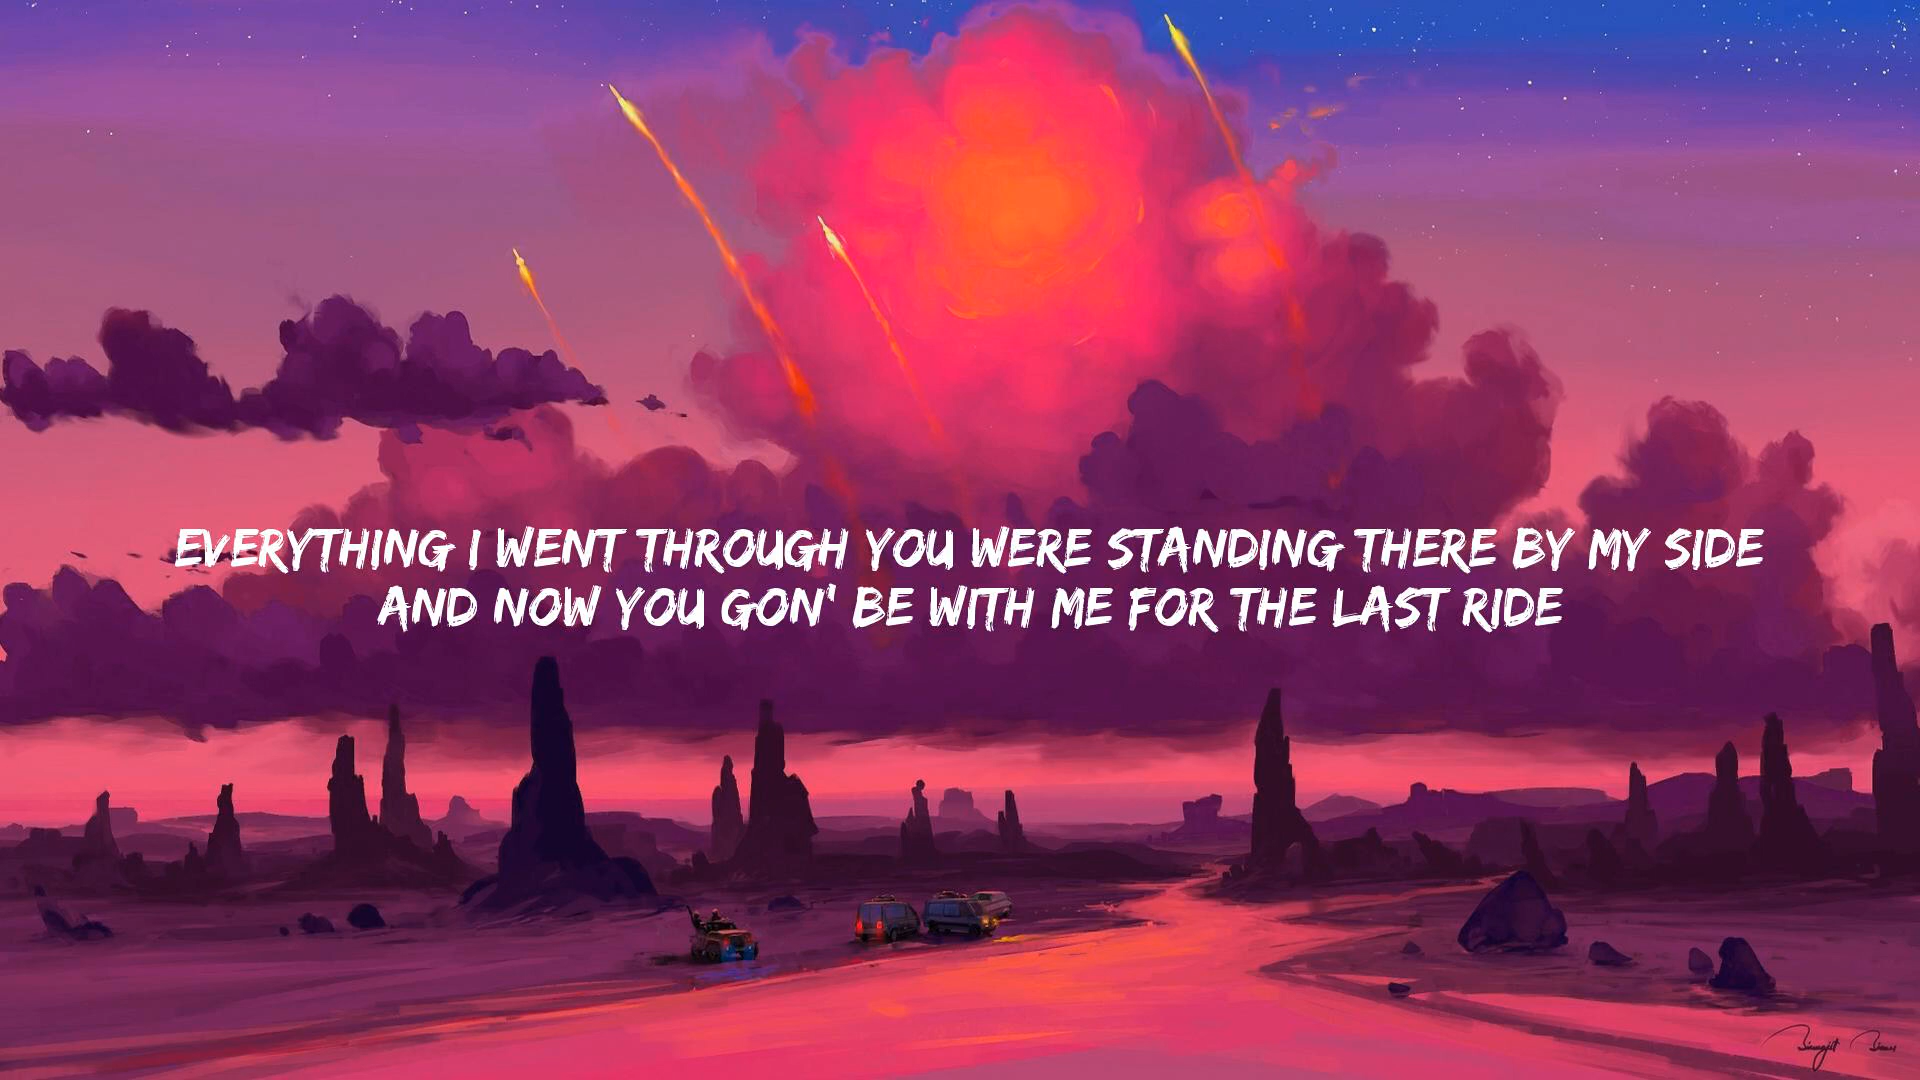 EVERYTHING I WENT THROUGH YOU WERE STANDING THERE BY MY SIDE
AND NOW YOU GON' BE WITH ME FOR THE LAST RIDE